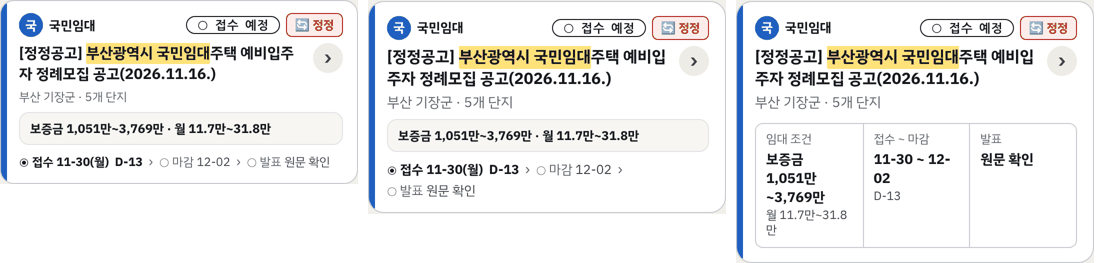 국 국민임대 ○ 접수 예정 🔄 정정
[정정공고] 부산광역시 국민임대주택 예비입주
자 정례모집 공고(2026.11.16.) ›
부산 기장군 · 5개 단지
보증금 1,051만~3,769만 · 월 11.7만~31.8만
◉ 접수 11-30(월) D-13 › ○ 마감 12-02 › ○ 발표 원문 확인
국 국민임대 ○ 접수 예정 🔄 정정
[정정공고] 부산광역시 국민임대주택 예비입
주자 정례모집 공고(2026.11.16.) ›
부산 기장군 · 5개 단지
보증금 1,051만~3,769만 · 월 11.7만~31.8만
◉ 접수 11-30(월) D-13 › ○ 마감 12-02 ›
○ 발표 원문 확인
국 국민임대 ○ 접수 예정 🔄 정정
[정정공고] 부산광역시 국민임대주택 예비입
주자 정례모집 공고(2026.11.16.) ›
부산 기장군 · 5개 단지
임대 조건
보증금
1,051만
~3,769만
월 11.7만~31.8
만
접수 ~ 마감
11-30 ~ 12-
02
D-13
발표
원문 확인